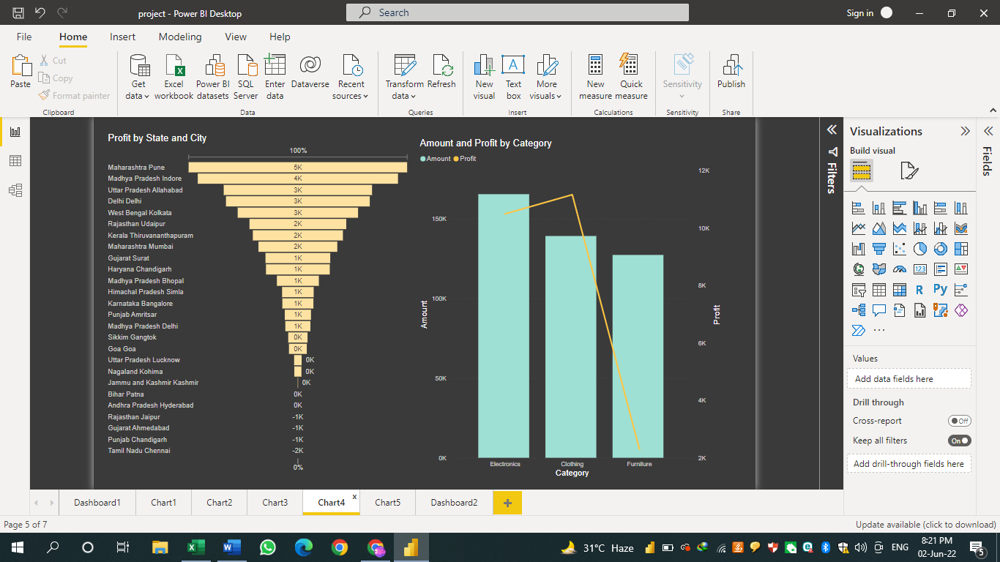 project - Power BI Desktop
Search
Sign in
File Home Insert Modeling View Help
Paste
Cut
Copy
Format painter
Clipboard
Get data
Excel workbook
Power BI datasets
SQL Server
Enter data
Dataverse
Recent sources
Data
Transform data
Refresh
Queries
New visual
Text box
More visuals
Insert
New measure
Quick measure
Calculations
Sensitivity
Sensitivity
Publish
Share
Profit by State and City
100%
Maharashtra Pune 5K
Madhya Pradesh Indore 4K
Uttar Pradesh Allahabad 3K
Delhi Delhi 3K
West Bengal Kolkata 3K
Rajasthan Udaipur 2K
Kerala Thiruvananthapuram 2K
Maharashtra Mumbai 2K
Gujarat Surat 1K
Haryana Chandigarh 1K
Madhya Pradesh Bhopal 1K
Himachal Pradesh Simla 1K
Karnataka Bangalore 1K
Punjab Amritsar 1K
Madhya Pradesh Delhi 1K
Sikkim Gangtok 0K
Goa Goa 0K
Uttar Pradesh Lucknow 0K
Nagaland Kohima 0K
Jammu and Kashmir Kashmir 0K
Bihar Patna 0K
Andhra Pradesh Hyderabad 0K
Rajasthan Jaipur -1K
Gujarat Ahmedabad -1K
Punjab Chandigarh -1K
Tamil Nadu Chennai -2K
0%
Amount and Profit by Category
Amount Profit
150K
100K
50K
0K
Amount
12K
10K
8K
6K
4K
2K
Profit
Electronics Clothing Furniture
Category
Filters
Visualizations
Build visual
123
R Py
Values
Add data fields here
Drill through
Cross-report Off
Keep all filters On
Add drill-through fields here
Fields
Dashboard1 Chart1 Chart2 Chart3 Chart4 x Chart5 Dashboard2 +
Page 5 of 7
Update available (click to download)
31°C Haze
ENG
8:21 PM
02-Jun-22
5